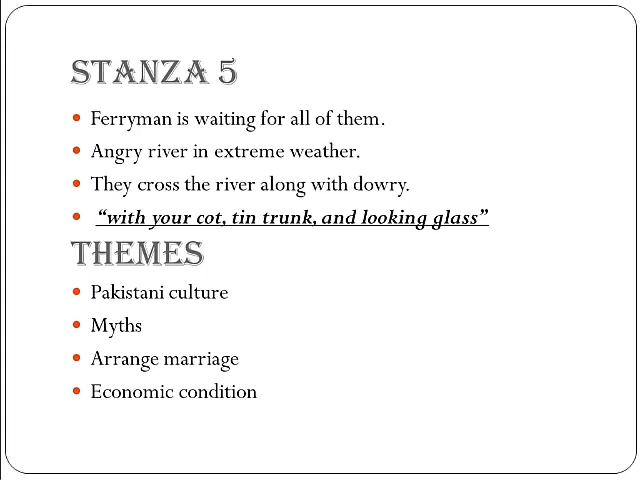 STANZA 5
Ferryman is waiting for all of them.
Angry river in extreme weather.
They cross the river along with dowry.
“with your cot, tin trunk, and looking glass”
THEMES
Pakistani culture
Myths
Arrange marriage
Economic condition